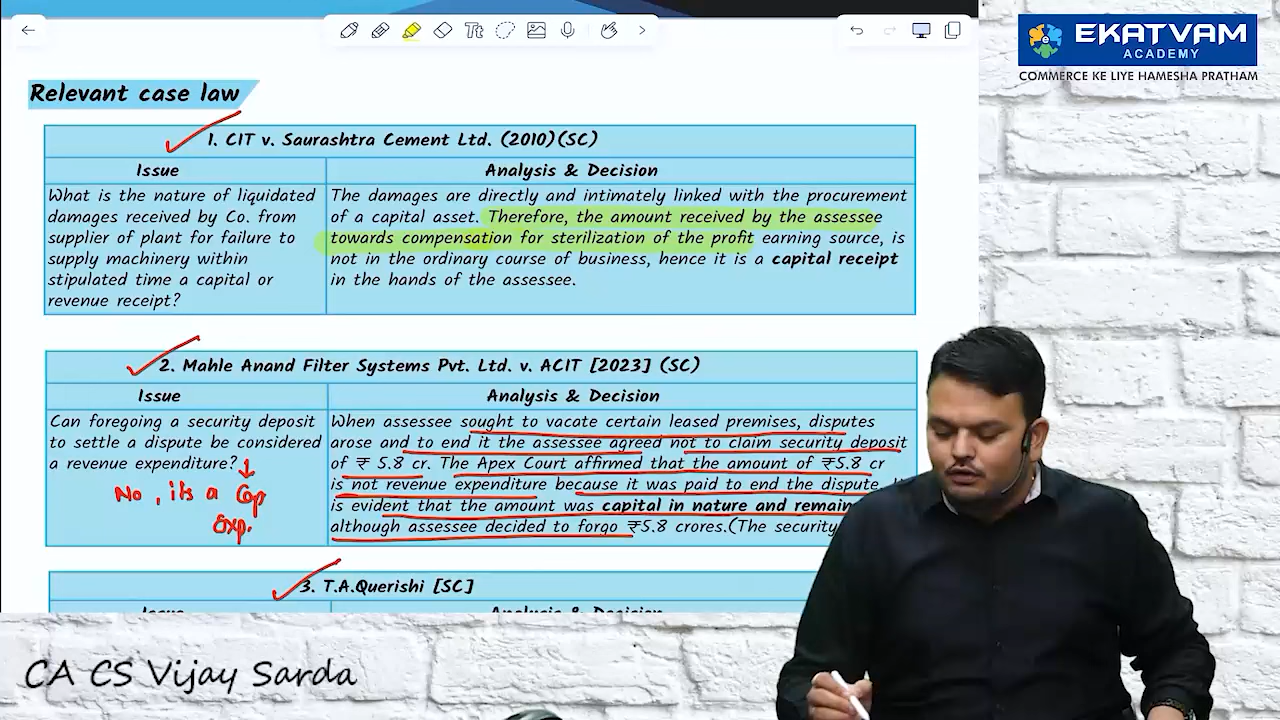 EKATVAM
ACADEMY
COMMERCE KE LIYE HAMESHA PRATHAM
Relevant case law
1. CIT v. Saurashtra Cement Ltd. (2010)(SC)
Issue
Analysis & Decision
What is the nature of liquidated
damages received by Co. from
supplier of plant for failure to
supply machinery within
stipulated time a capital or
revenue receipt?
The damages are directly and intimately linked with the procurement
of a capital asset. Therefore, the amount received by the assessee
towards compensation for sterilization of the profit earning source, is
not in the ordinary course of business, hence it is a capital receipt
in the hands of the assessee.
2. Mahle Anand Filter Systems Pvt. Ltd. v. ACIT [2023] (SC)
Issue
Analysis & Decision
Can foregoing a security deposit
to settle a dispute be considered
a revenue expenditure?
No, its a Cap
Exp.
When assessee sought to vacate certain leased premises, disputes
arose and to end it the assessee agreed not to claim security deposit
of ₹ 5.8 cr. The Apex Court affirmed that the amount of ₹5.8 cr
is not revenue expenditure because it was paid to end the dispute.
is evident that the amount was capital in nature and remain
although assessee decided to forgo ₹5.8 crores.(The security
3. T.A.Querishi [SC]
Issue
Analysis & Decision
CA CS Vijay Sarda